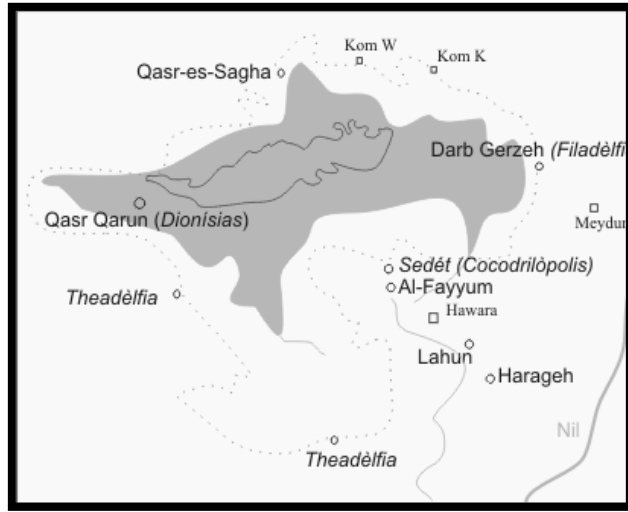 Kom W
Kom K
Qasr-es-Sagha
Darb Gerzeh (Filadèlfi
Qasr Qarun (Dionísias)
Meydun
Sedét (Cocodrilòpolis)
Theadèlfia
Al-Fayyum
Hawara
Lahun
Harageh
Nil
Theadèlfia